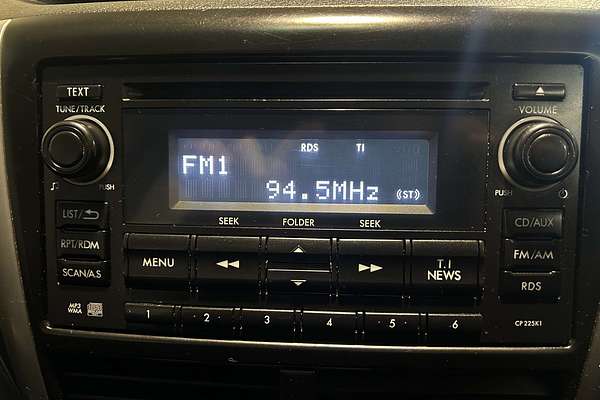 TEXT
TUNE/TRACK
PUSH
LIST/
RPT/RDM
SCAN/A.S
MP3
WMA
RDS TI
FM1
94.5MHz ((ST))
SEEK FOLDER SEEK
MENU
T.I
NEWS
1 2 3 4 5 6
VOLUME
PUSH
CD/AUX
FM/AM
RDS
CP225K1